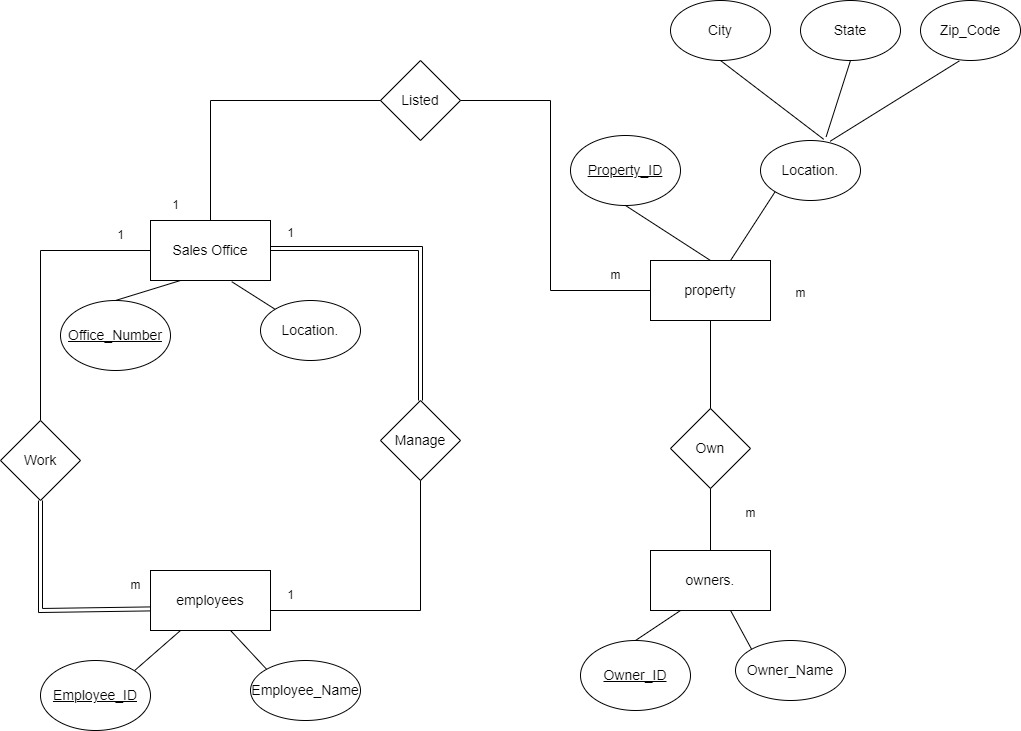 City
State
Zip_Code
Listed
Property_ID
Location.
1
1
1
Sales Office
m
property
m
Office_Number
Location.
Manage
Own
Work
m
m
employees
1
owners.
Employee_ID
Employee_Name
Owner_ID
Owner_Name